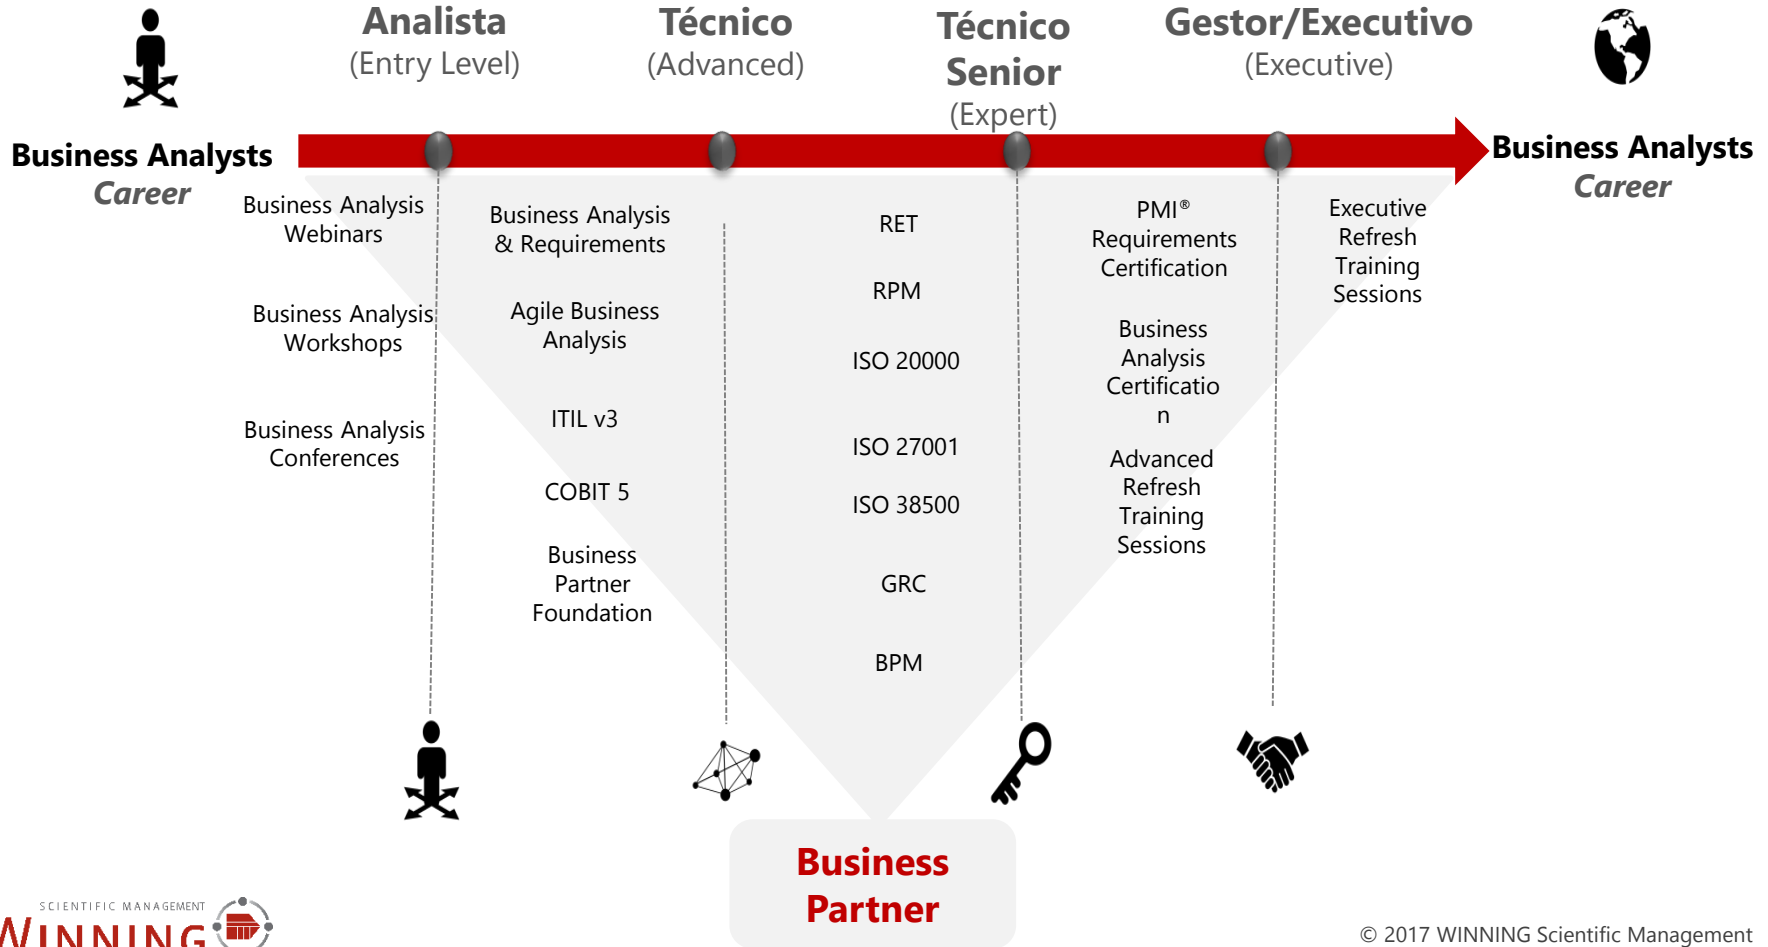 Analista
(Entry Level)
Técnico
(Advanced)
Técnico
Senior
(Expert)
Gestor/Executivo
(Executive)
Business Analysts
Career
Business Analysts
Career
Business Analysis
Webinars
Business Analysis
Workshops
Business Analysis
Conferences
Business Analysis
& Requirements
Agile Business
Analysis
ITIL v3
COBIT 5
Business
Partner
Foundation
RET
RPM
ISO 20000
ISO 27001
ISO 38500
GRC
BPM
PMI®
Requirements
Certification
Business
Analysis
Certificatio
n
Advanced
Refresh
Training
Sessions
Executive
Refresh
Training
Sessions
Business
Partner
SCIENTIFIC MANAGEMENT
WINNING
© 2017 WINNING Scientific Management